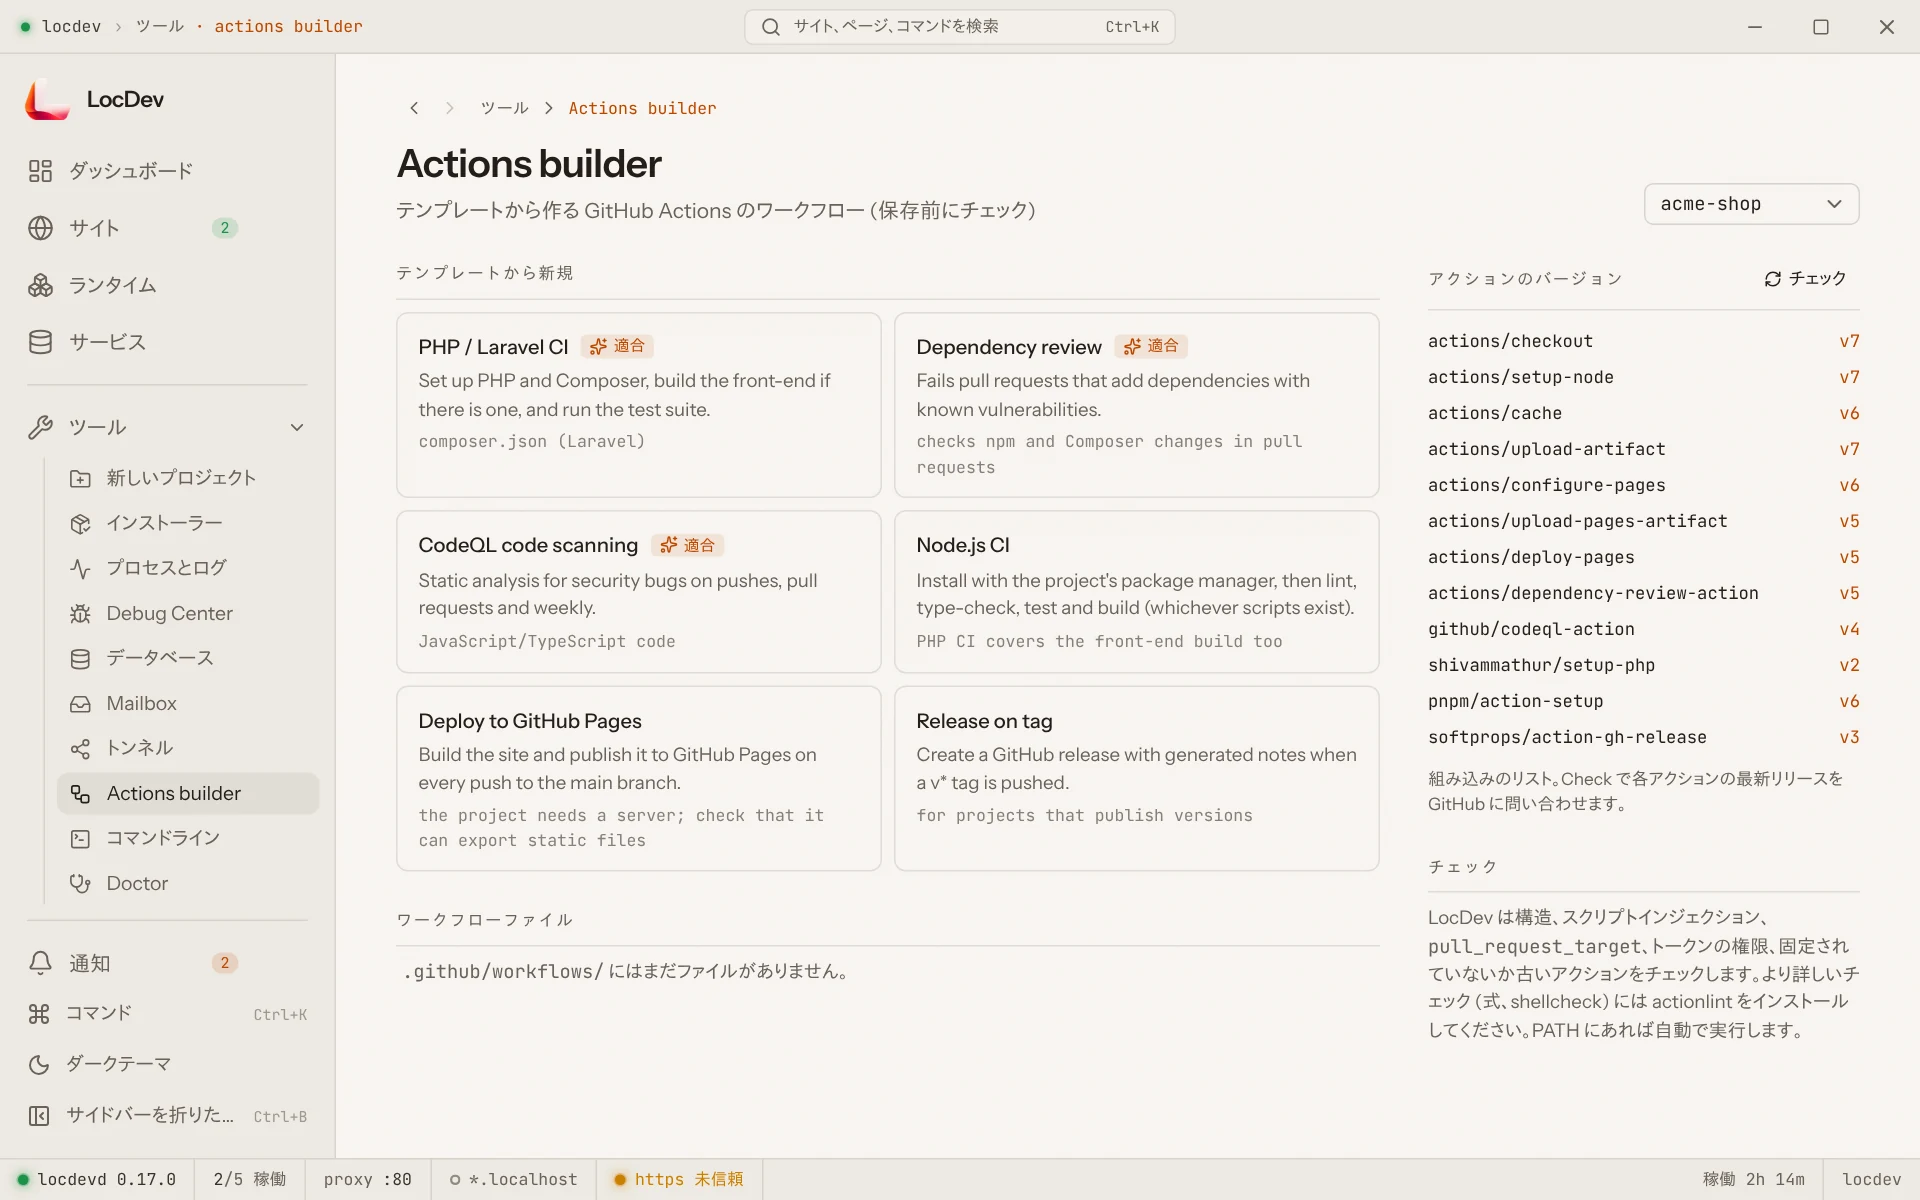 locdev › ツール · actions builder
サイト、ページ、コマンドを検索 Ctrl+K
LocDev
ダッシュボード
サイト 2
ランタイム
サービス
ツール
新しいプロジェクト
インストーラー
プロセスとログ
Debug Center
データベース
Mailbox
トンネル
Actions builder
コマンドライン
Doctor
通知 2
コマンド Ctrl+K
ダークテーマ
サイドバーを折りた… Ctrl+B
ツール > Actions builder
Actions builder
テンプレートから作る GitHub Actions のワークフロー (保存前にチェック)
acme-shop
テンプレートから新規
PHP / Laravel CI 適合
Set up PHP and Composer, build the front-end if
there is one, and run the test suite.
composer.json (Laravel)
Dependency review 適合
Fails pull requests that add dependencies with
known vulnerabilities.
checks npm and Composer changes in pull
requests
CodeQL code scanning 適合
Static analysis for security bugs on pushes, pull
requests and weekly.
JavaScript/TypeScript code
Node.js CI
Install with the project's package manager, then lint,
type-check, test and build (whichever scripts exist).
PHP CI covers the front-end build too
Deploy to GitHub Pages
Build the site and publish it to GitHub Pages on
every push to the main branch.
the project needs a server; check that it
can export static files
Release on tag
Create a GitHub release with generated notes when
a v* tag is pushed.
for projects that publish versions
ワークフローファイル
.github/workflows/ にはまだファイルがありません。
アクションのバージョン チェック
actions/checkout v7
actions/setup-node v7
actions/cache v6
actions/upload-artifact v7
actions/configure-pages v6
actions/upload-pages-artifact v5
actions/deploy-pages v5
actions/dependency-review-action v5
github/codeql-action v4
shivammathur/setup-php v2
pnpm/action-setup v6
softprops/action-gh-release v3
組み込みのリスト。Check で各アクションの最新リリースを
GitHub に問い合わせます。
チェック
LocDev は構造、スクリプトインジェクション、
pull_request_target、トークンの権限、固定され
ていないか古いアクションをチェックします。より詳しいチ
ェック (式、shellcheck) には actionlint をインストール
してください。PATH にあれば自動で実行します。
locdevd 0.17.0
2/5 稼働
proxy :80
*.localhost
https 未信頼
稼働 2h 14m
locdev